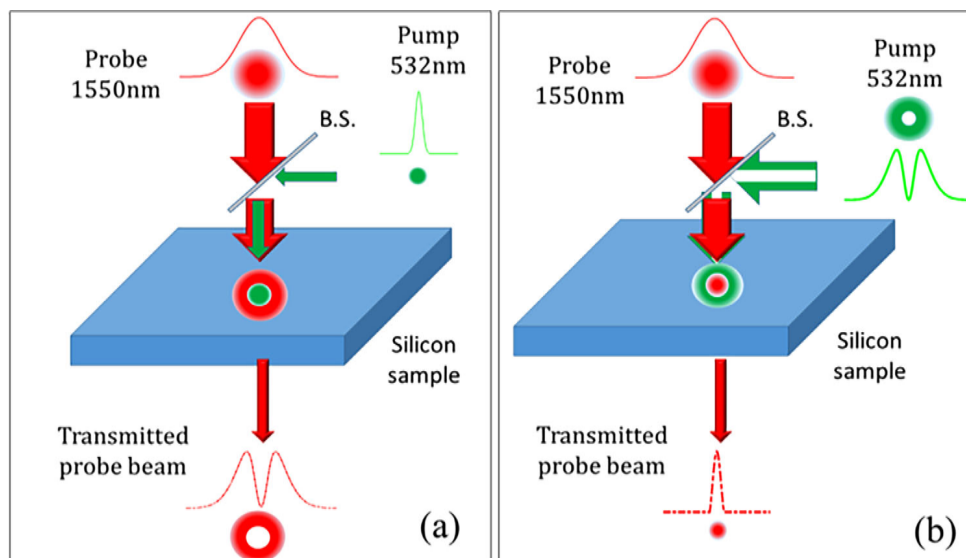 Probe
1550nm
Pump
532nm
B.S.
Silicon
sample
Transmitted
probe beam
(a)
Probe
1550nm
Pump
532nm
B.S.
Silicon
sample
Transmitted
probe beam
(b)